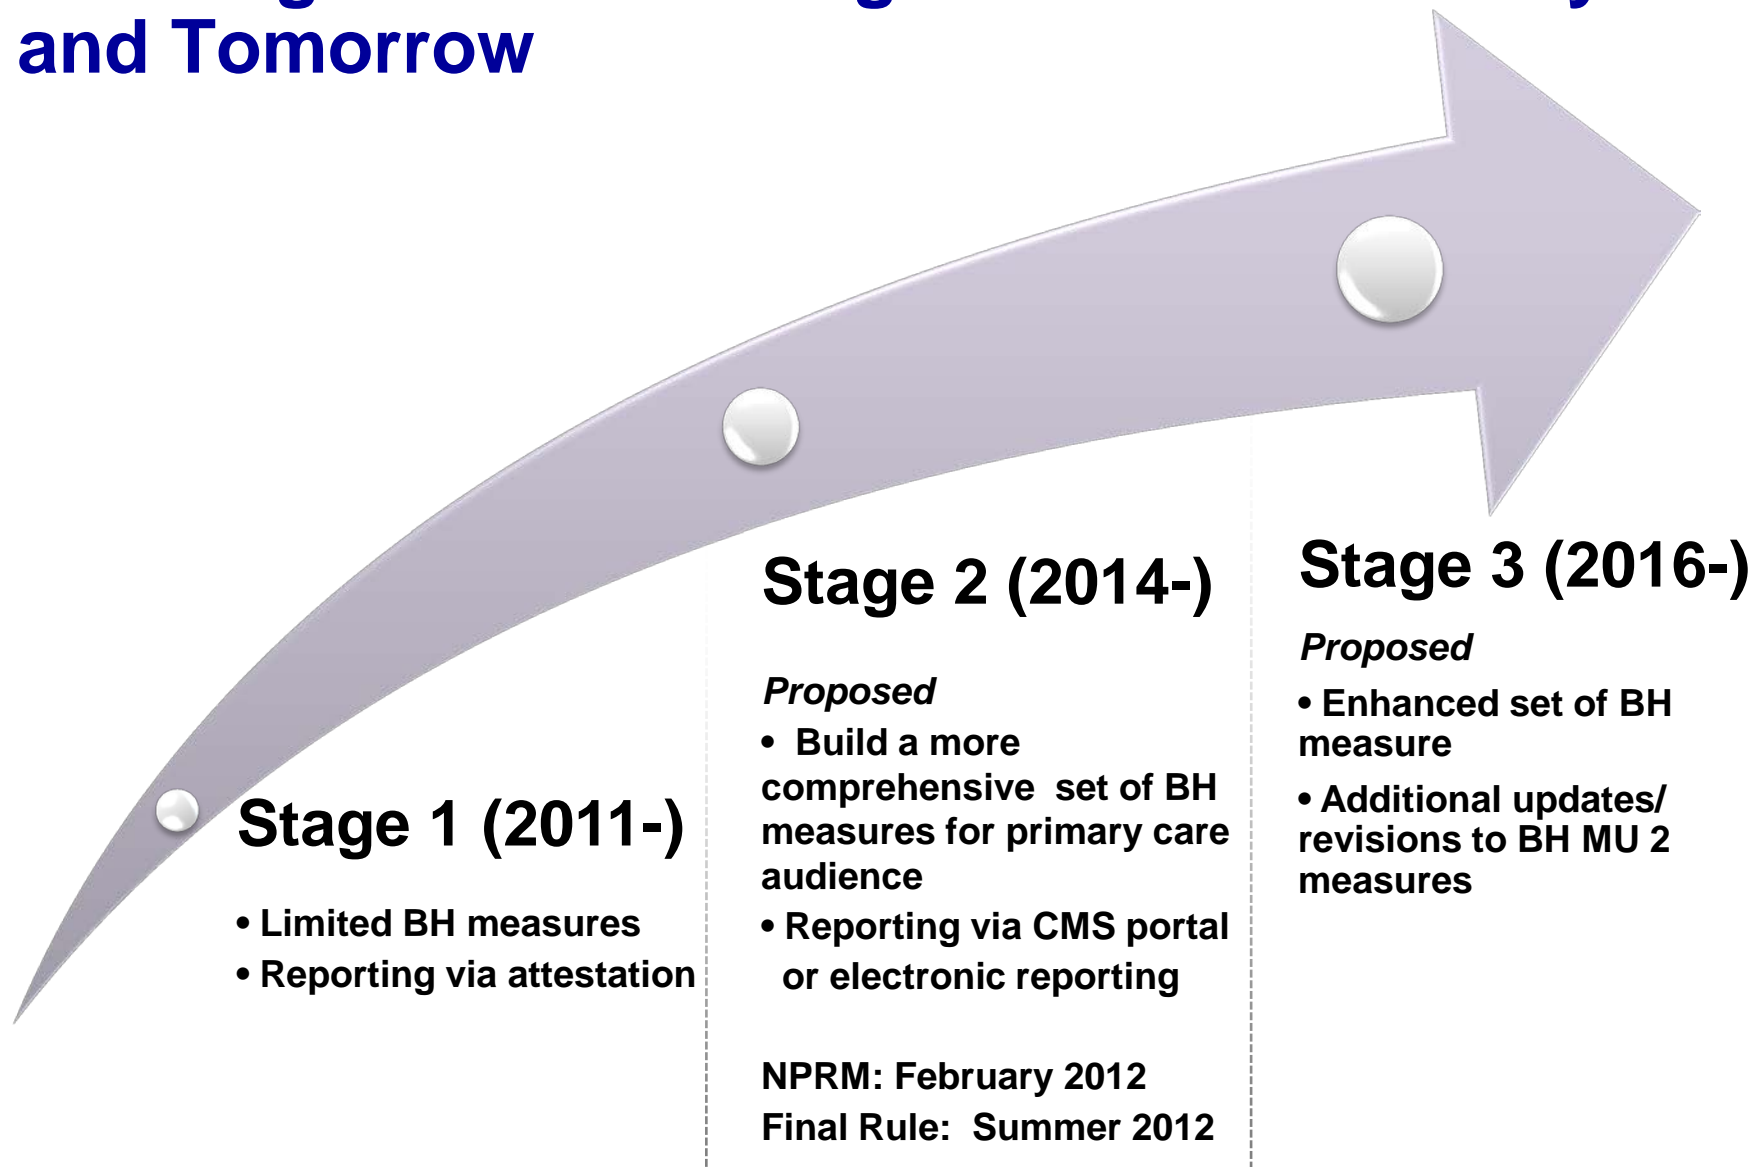 and Tomorrow
Stage 1 (2011-)
• Limited BH measures
• Reporting via attestation
Stage 2 (2014-)
Proposed
• Build a more
comprehensive set of BH
measures for primary care
audience
• Reporting via CMS portal
or electronic reporting
NPRM: February 2012
Final Rule: Summer 2012
Stage 3 (2016-)
Proposed
• Enhanced set of BH
measure
• Additional updates/
revisions to BH MU 2
measures